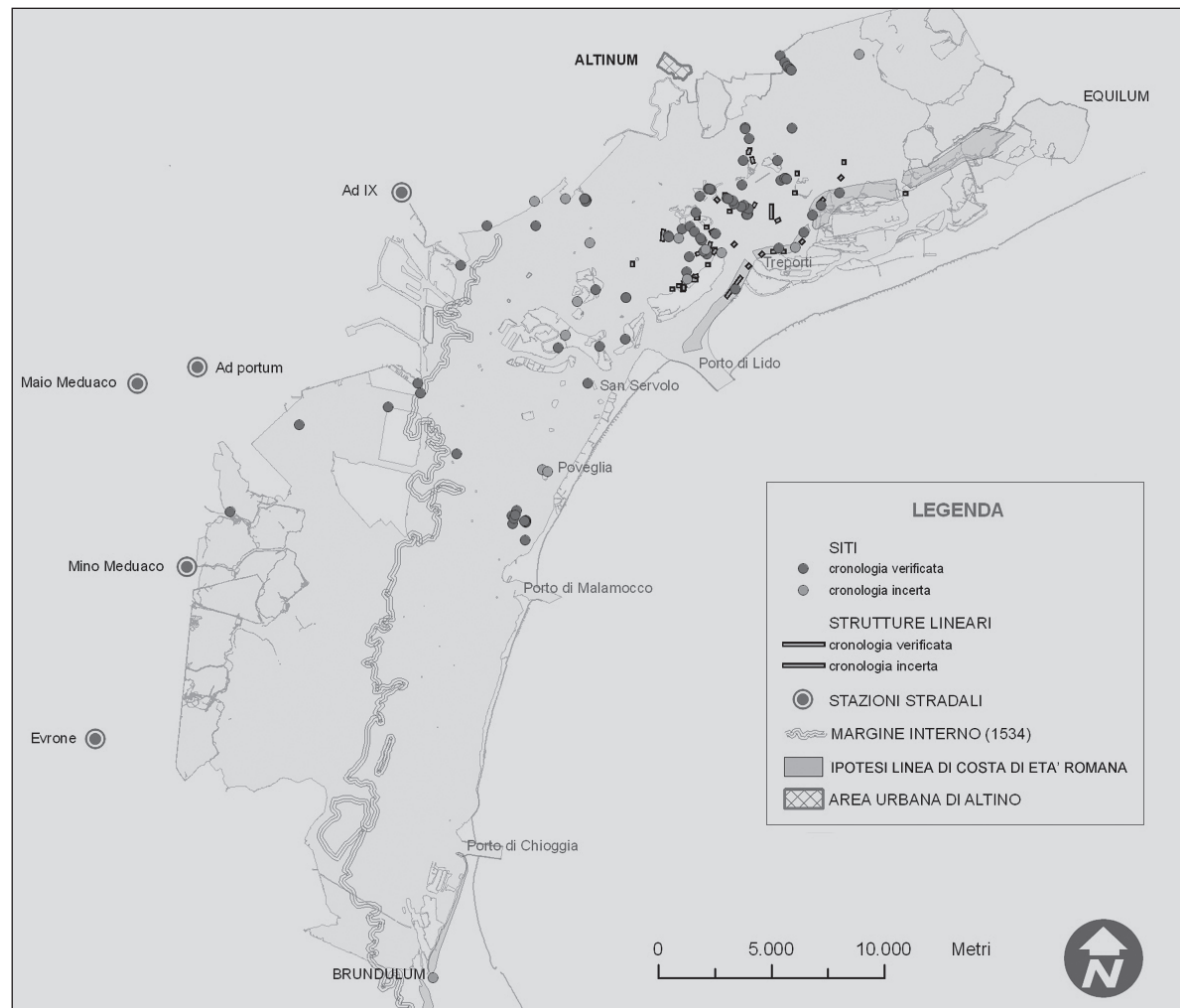 ALTINUM
EQUILUM
Ad IX
Treporti
Porto di Lido
Ad portum
Maio Meduaco
San Servolo
Poveglia
Mino Meduaco
Porto di Malamocco
Evrone
Porto di Chioggia
BRUNDULUM
LEGENDA
SITI
cronologia verificata
cronologia incerta
STRUTTURE LINEARI
cronologia verificata
cronologia incerta
STAZIONI STRADALI
MARGINE INTERNO (1534)
IPOTESI LINEA DI COSTA DI ETA' ROMANA
AREA URBANA DI ALTINO
0 5.000 10.000 Metri
N